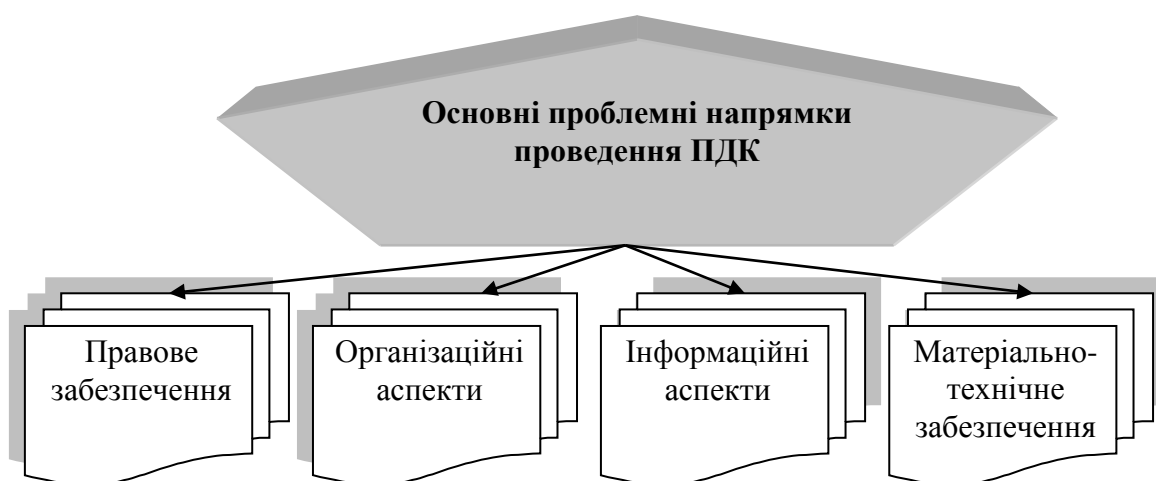 Основні проблемні напрямки
проведення ПДК
Правове
забезпечення
Організаційні
аспекти
Інформаційні
аспекти
Матеріально-
технічне
забезпечення